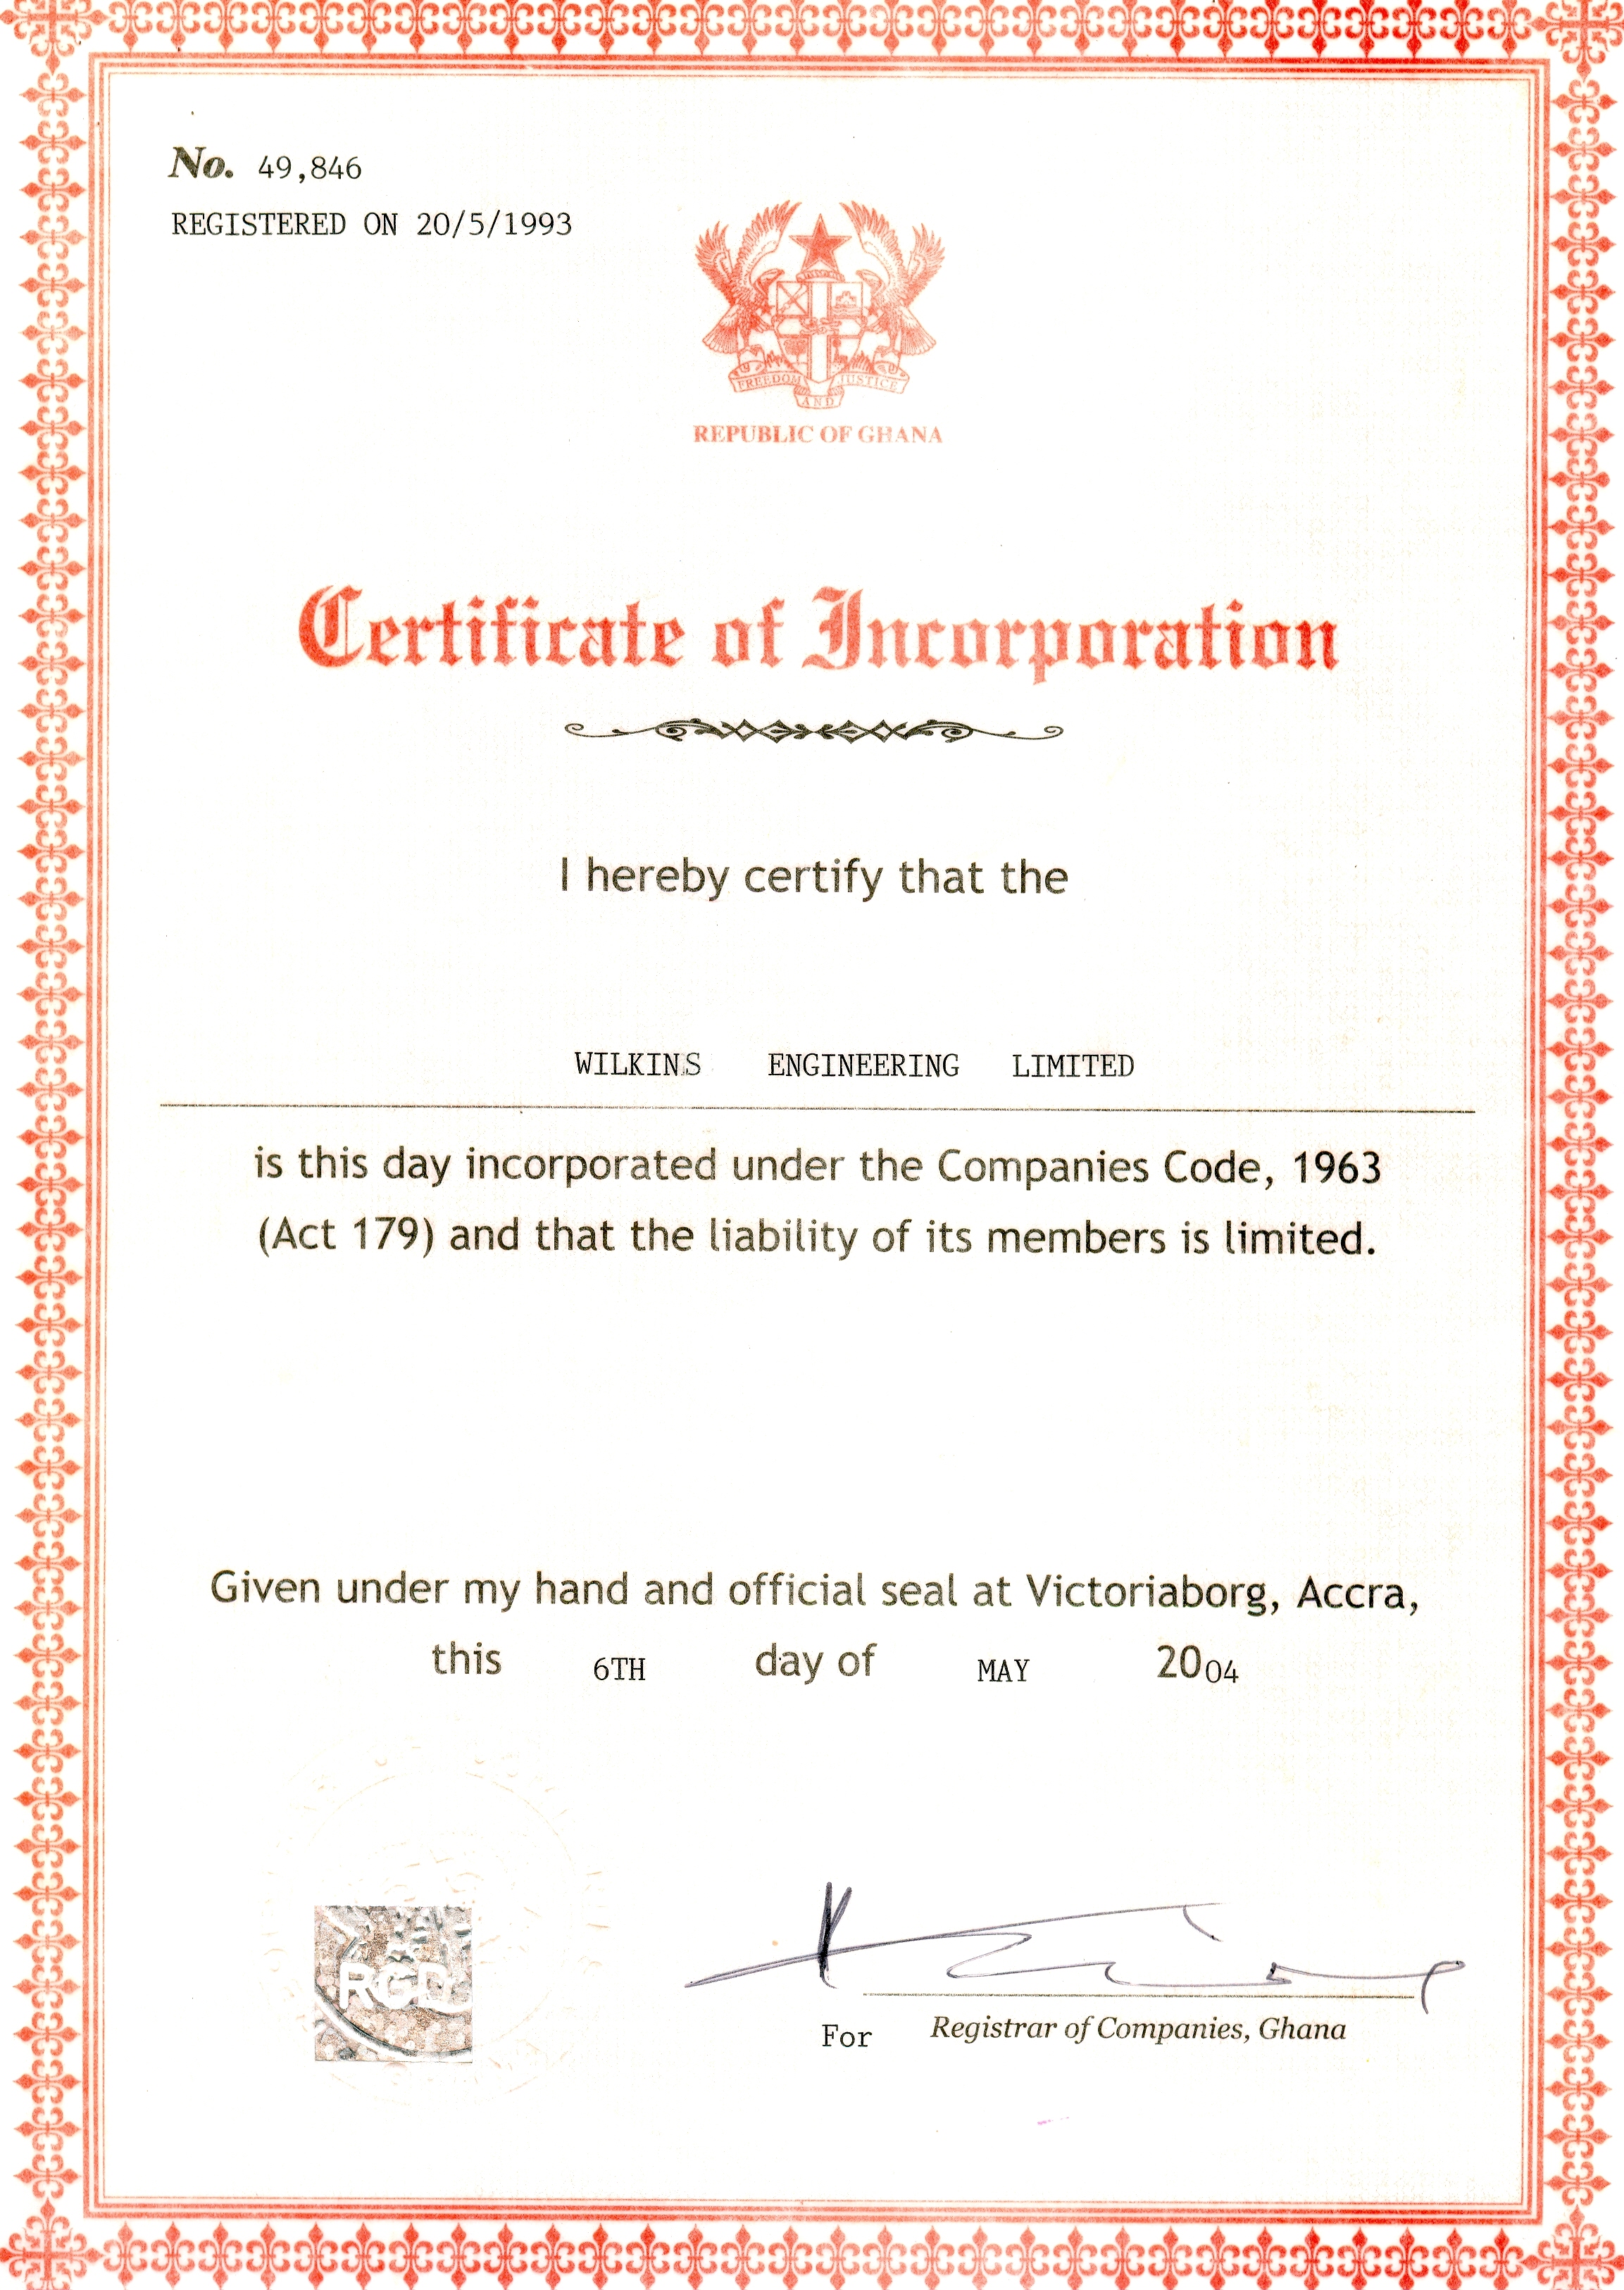 No. 49,846
REGISTERED ON 20/5/1993
FREEDOM JUSTICE
AND
REPUBLIC OF GHANA
Certificate of Incorporation
I hereby certify that the
WILKINS ENGINEERING LIMITED
is this day incorporated under the Companies Code, 1963
(Act 179) and that the liability of its members is limited.
Given under my hand and official seal at Victoriaborg, Accra,
this 6TH day of MAY 2004
RGD
For Registrar of Companies, Ghana